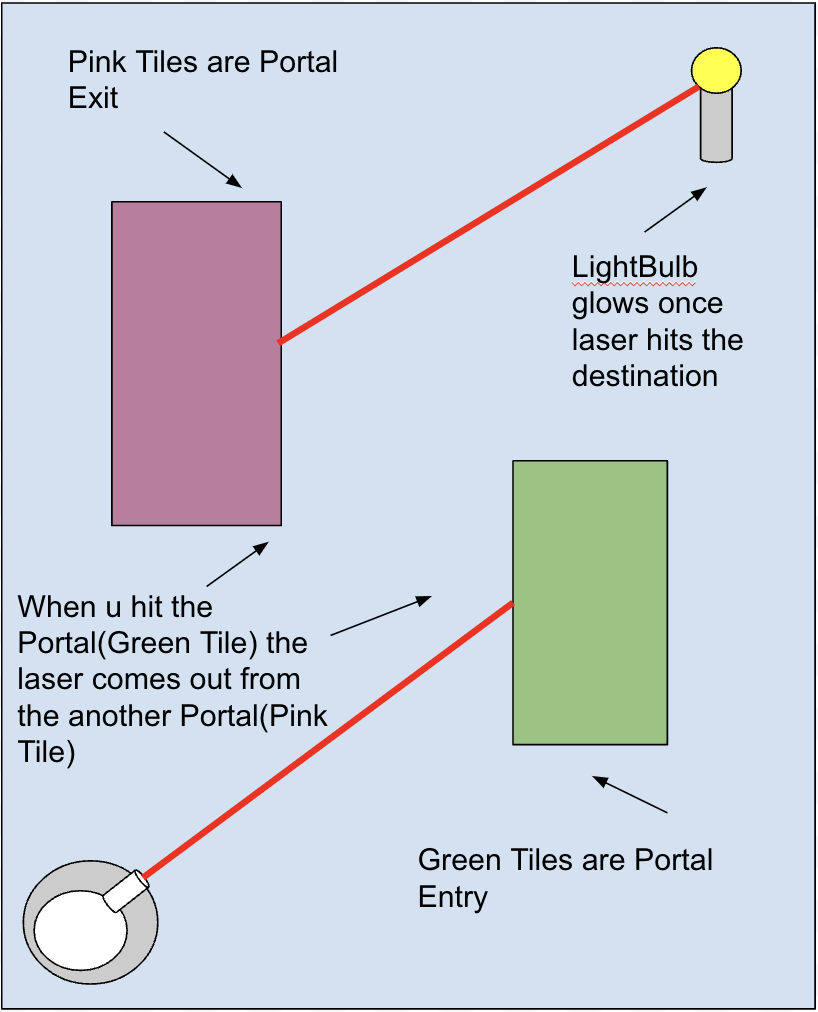 Pink Tiles are Portal
Exit
LightBulb
glows once
laser hits the
destination
When u hit the
Portal(Green Tile) the
laser comes out from
the another Portal(Pink
Tile)
Green Tiles are Portal
Entry